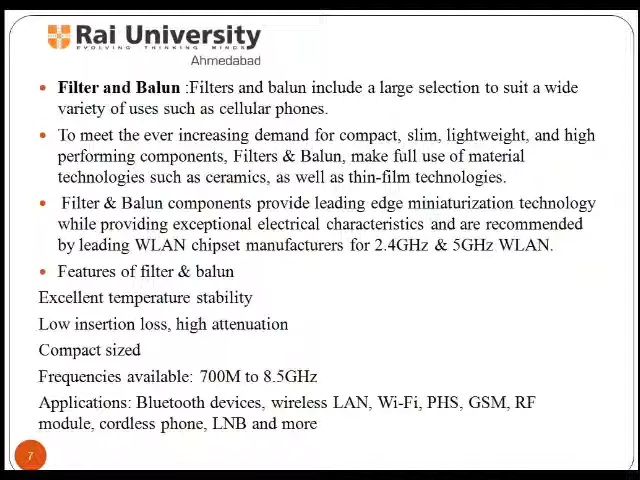 Rai University
EVOLVING THINKING MINDS
Ahmedabad
• Filter and Balun :Filters and balun include a large selection to suit a wide
variety of uses such as cellular phones.
• To meet the ever increasing demand for compact, slim, lightweight, and high
performing components, Filters & Balun, make full use of material
technologies such as ceramics, as well as thin-film technologies.
• Filter & Balun components provide leading edge miniaturization technology
while providing exceptional electrical characteristics and are recommended
by leading WLAN chipset manufacturers for 2.4GHz & 5GHz WLAN.
• Features of filter & balun
Excellent temperature stability
Low insertion loss, high attenuation
Compact sized
Frequencies available: 700M to 8.5GHz
Applications: Bluetooth devices, wireless LAN, Wi-Fi, PHS, GSM, RF
module, cordless phone, LNB and more
7